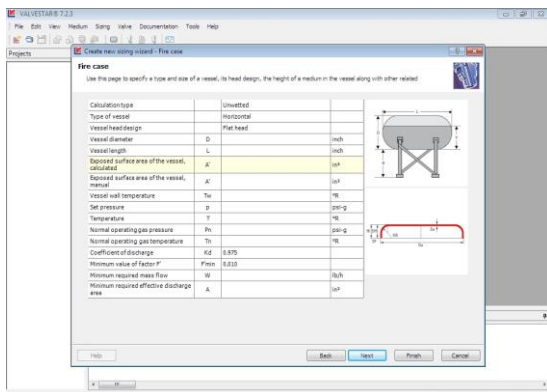 VALVESTAR® 7.2.3
File Edit View Medium Sizing Valve Documentation Tools Help
Projects
Create new sizing wizard - Fire case
Fire case
Use this page to specify a type and size of a vessel, its head design, the height of a medium in the vessel along with other related
Calculation type Unwetted
Type of vessel Horizontal
Vessel head design Flat head
Vessel diameter D inch
Vessel length L inch
Exposed surface area of the vessel, calculated A' in²
Exposed surface area of the vessel, manual A' in²
Vessel wall temperature Tw °R
Set pressure p psi-g
Temperature T °R
Normal operating gas pressure Pn psi-g
Normal operating gas temperature Tn °R
Coefficient of discharge Kd 0.975
Minimum value of factor F' F'min 0.010
Minimum required mass flow W lb/h
Minimum required effective discharge area A in²
Help Back Next Finish Cancel